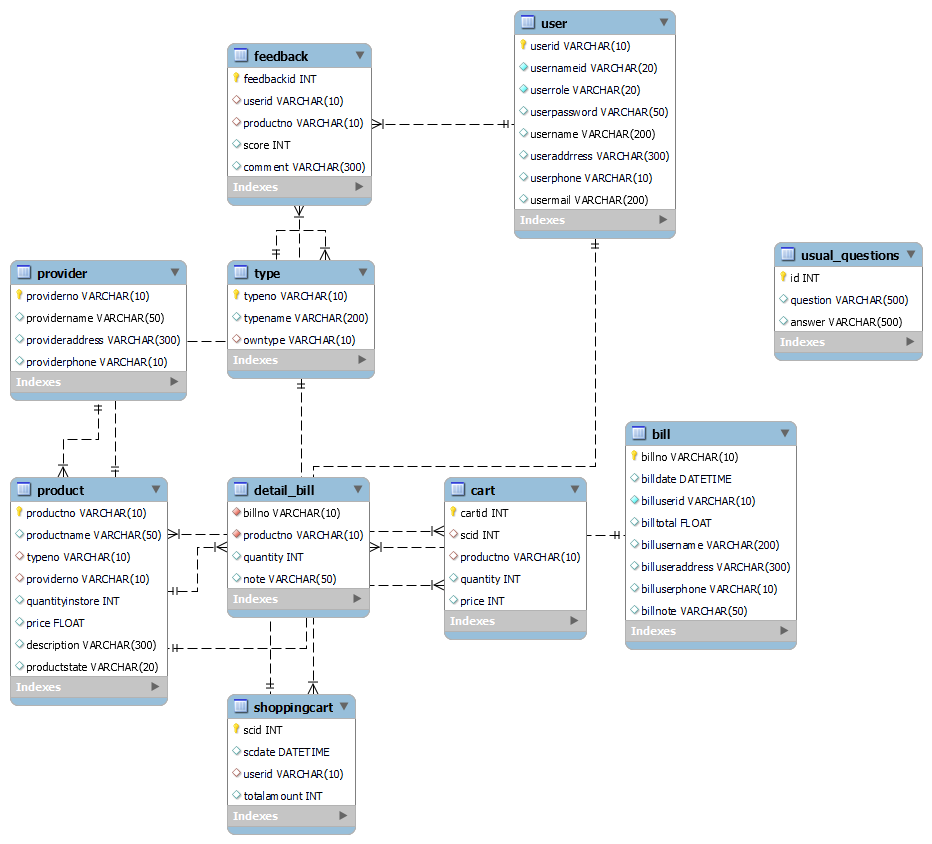 user
userid VARCHAR(10)
usernameid VARCHAR(20)
userrole VARCHAR(20)
userpassword VARCHAR(50)
username VARCHAR(200)
useraddrress VARCHAR(300)
userphone VARCHAR(10)
usermail VARCHAR(200)
Indexes
feedback
feedbackid INT
userid VARCHAR(10)
productno VARCHAR(10)
score INT
comment VARCHAR(300)
Indexes
usual_questions
id INT
question VARCHAR(500)
answer VARCHAR(500)
Indexes
provider
providerno VARCHAR(10)
providername VARCHAR(50)
provideraddress VARCHAR(300)
providerphone VARCHAR(10)
Indexes
type
typeno VARCHAR(10)
typename VARCHAR(200)
owntype VARCHAR(10)
Indexes
bill
billno VARCHAR(10)
billdate DATETIME
billuserid VARCHAR(10)
billtotal FLOAT
billusername VARCHAR(200)
billuseraddress VARCHAR(300)
billuserphone VARCHAR(10)
billnote VARCHAR(50)
Indexes
product
productno VARCHAR(10)
productname VARCHAR(50)
typeno VARCHAR(10)
providerno VARCHAR(10)
quantityinstore INT
price FLOAT
description VARCHAR(300)
productstate VARCHAR(20)
Indexes
detail_bill
billno VARCHAR(10)
productno VARCHAR(10)
quantity INT
note VARCHAR(50)
Indexes
cart
cartid INT
scid INT
productno VARCHAR(10)
quantity INT
price INT
Indexes
shoppingcart
scid INT
scdate DATETIME
userid VARCHAR(10)
totalamount INT
Indexes